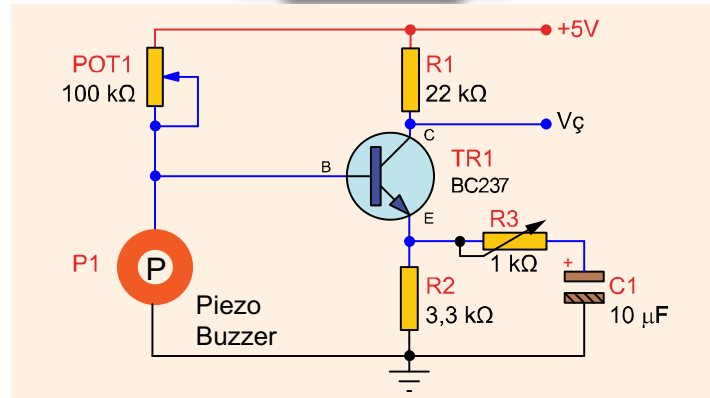 +5V
POT1
100 kΩ
R1
22 kΩ
Vç
C
B
TR1
BC237
E
R3
1 kΩ
P1
P
Piezo
Buzzer
R2
3,3 kΩ
+
C1
10 µF